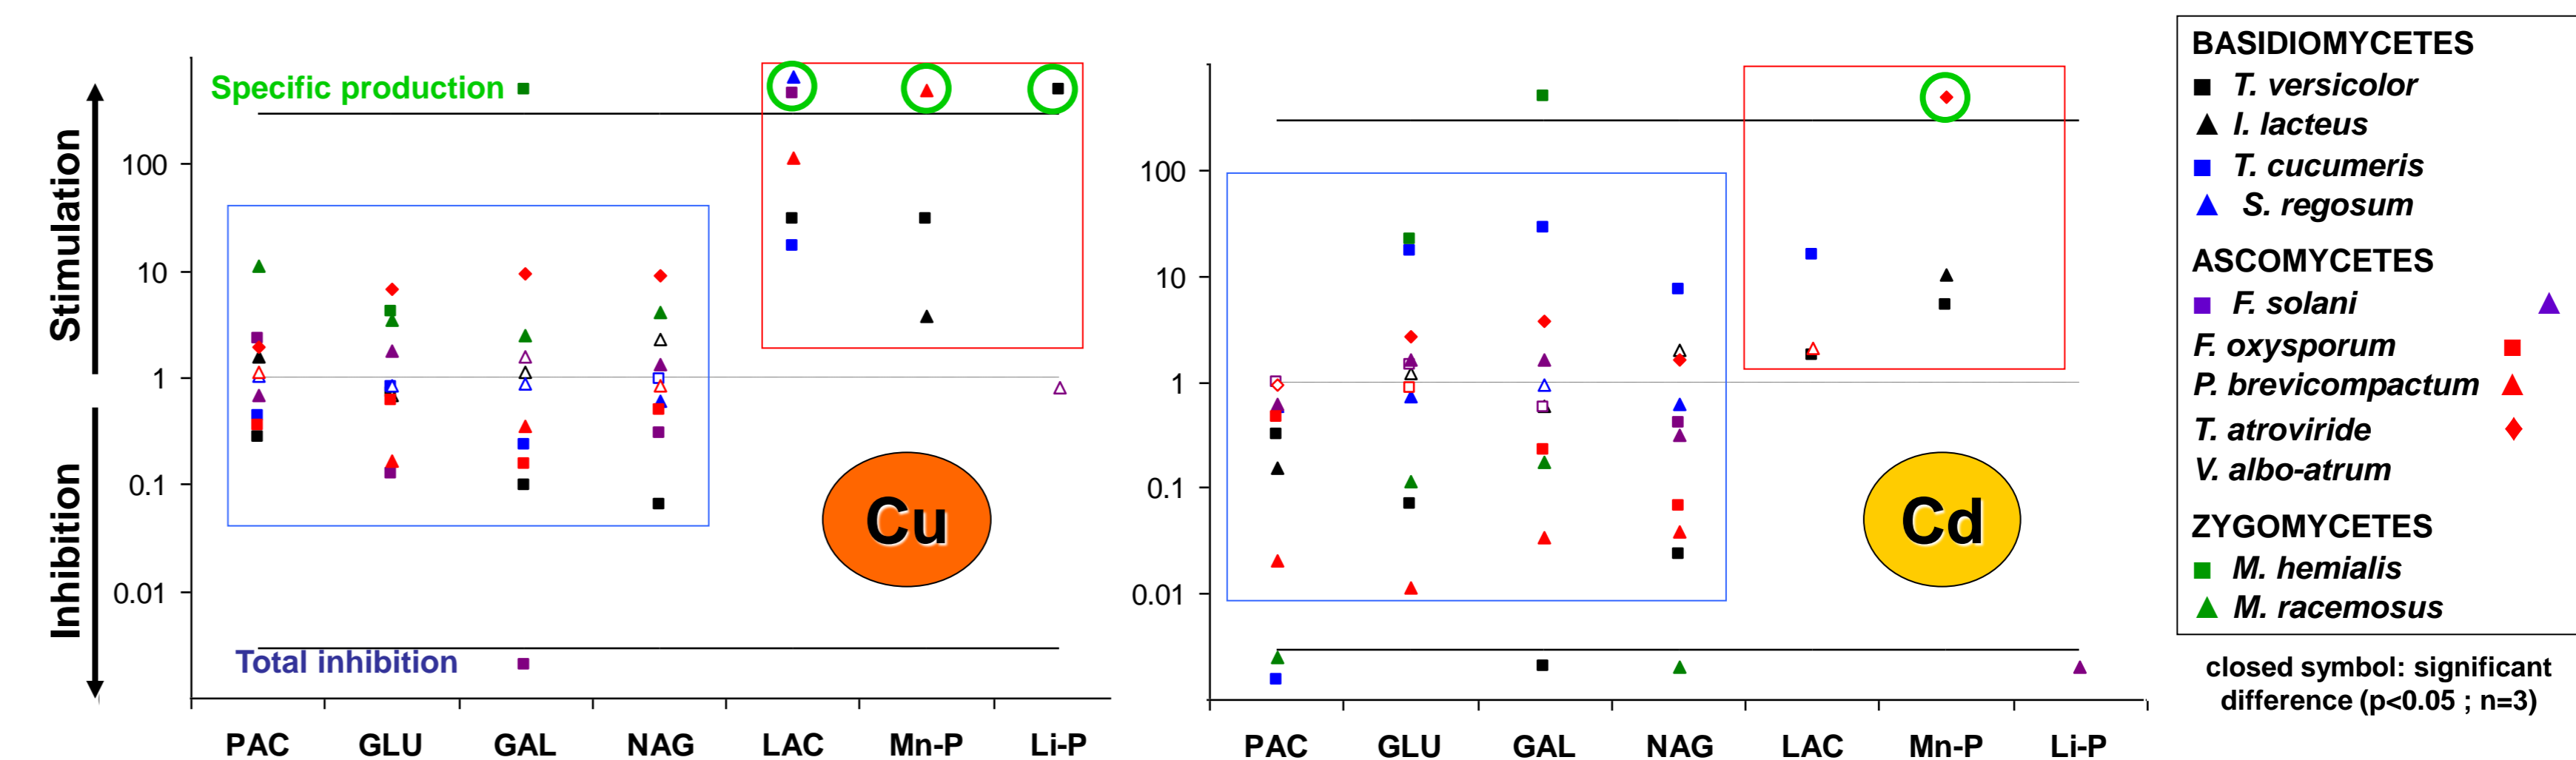 Stimulation
Inhibition
Specific production
100
10
1
0.1
0.01
Total inhibition
Cu
PAC GLU GAL NAG LAC Mn-P Li-P
100
10
1
0.1
0.01
Cd
PAC GLU GAL NAG LAC Mn-P Li-P
BASIDIOMYCETES
T. versicolor
I. lacteus
T. cucumeris
S. regosum
ASCOMYCETES
F. solani
F. oxysporum
P. brevicompactum
T. atroviride
V. albo-atrum
ZYGOMYCETES
M. hemialis
M. racemosus
closed symbol: significant
difference (p<0.05 ; n=3)